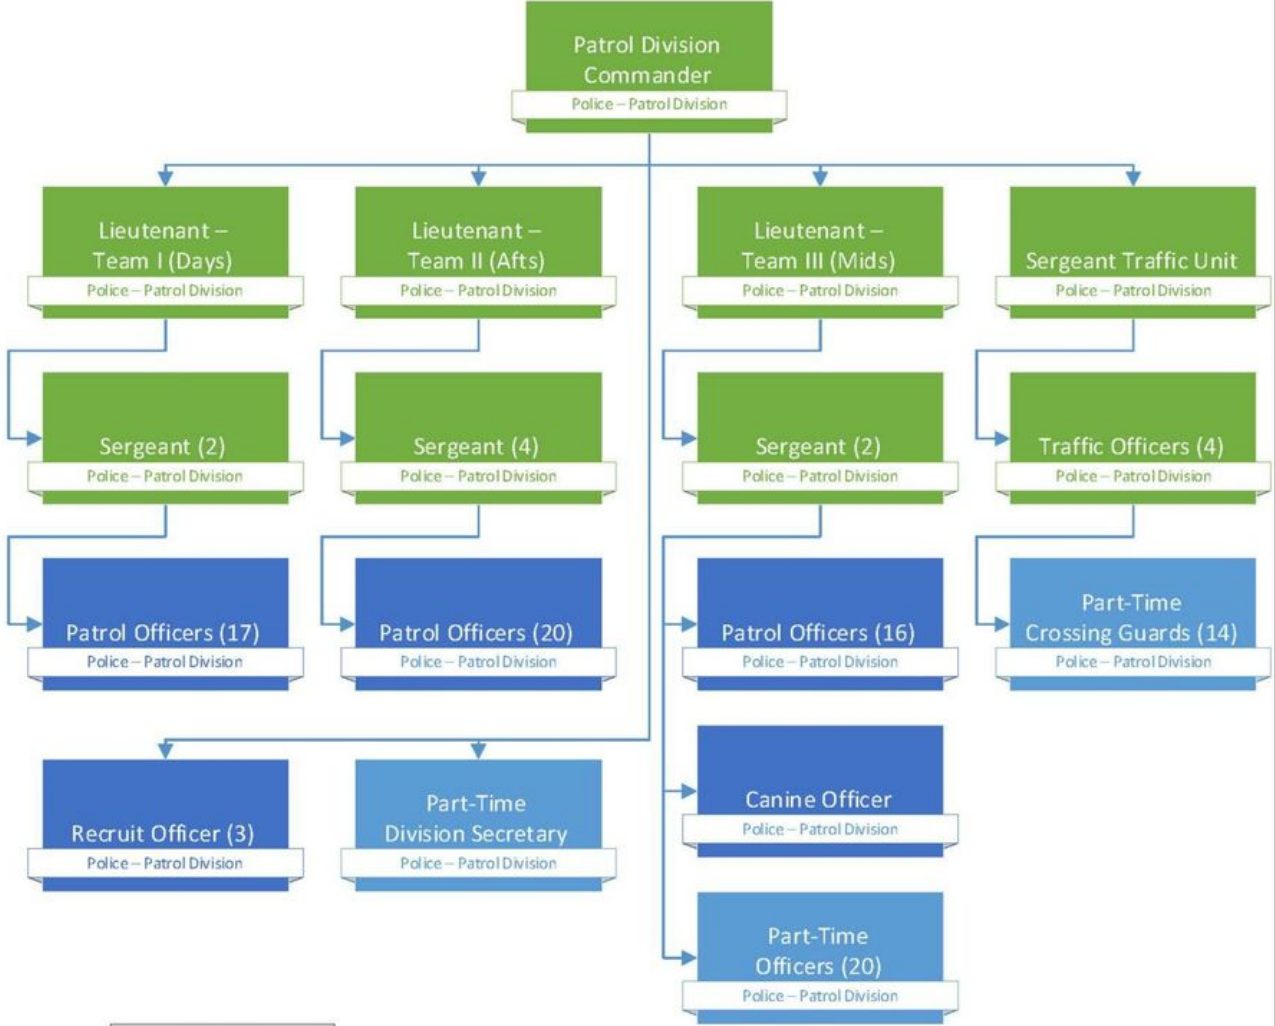 Patrol Division
Commander
Police – Patrol Division
Lieutenant –
Team I (Days)
Police – Patrol Division
Lieutenant –
Team II (Afts)
Police – Patrol Division
Lieutenant –
Team III (Mids)
Police – Patrol Division
Sergeant Traffic Unit
Police – Patrol Division
Sergeant (2)
Police – Patrol Division
Sergeant (4)
Police – Patrol Division
Sergeant (2)
Police – Patrol Division
Traffic Officers (4)
Police – Patrol Division
Patrol Officers (17)
Police – Patrol Division
Patrol Officers (20)
Police – Patrol Division
Patrol Officers (16)
Police – Patrol Division
Part-Time
Crossing Guards (14)
Police – Patrol Division
Recruit Officer (3)
Police – Patrol Division
Part-Time
Division Secretary
Police – Patrol Division
Canine Officer
Police – Patrol Division
Part-Time
Officers (20)
Police – Patrol Division